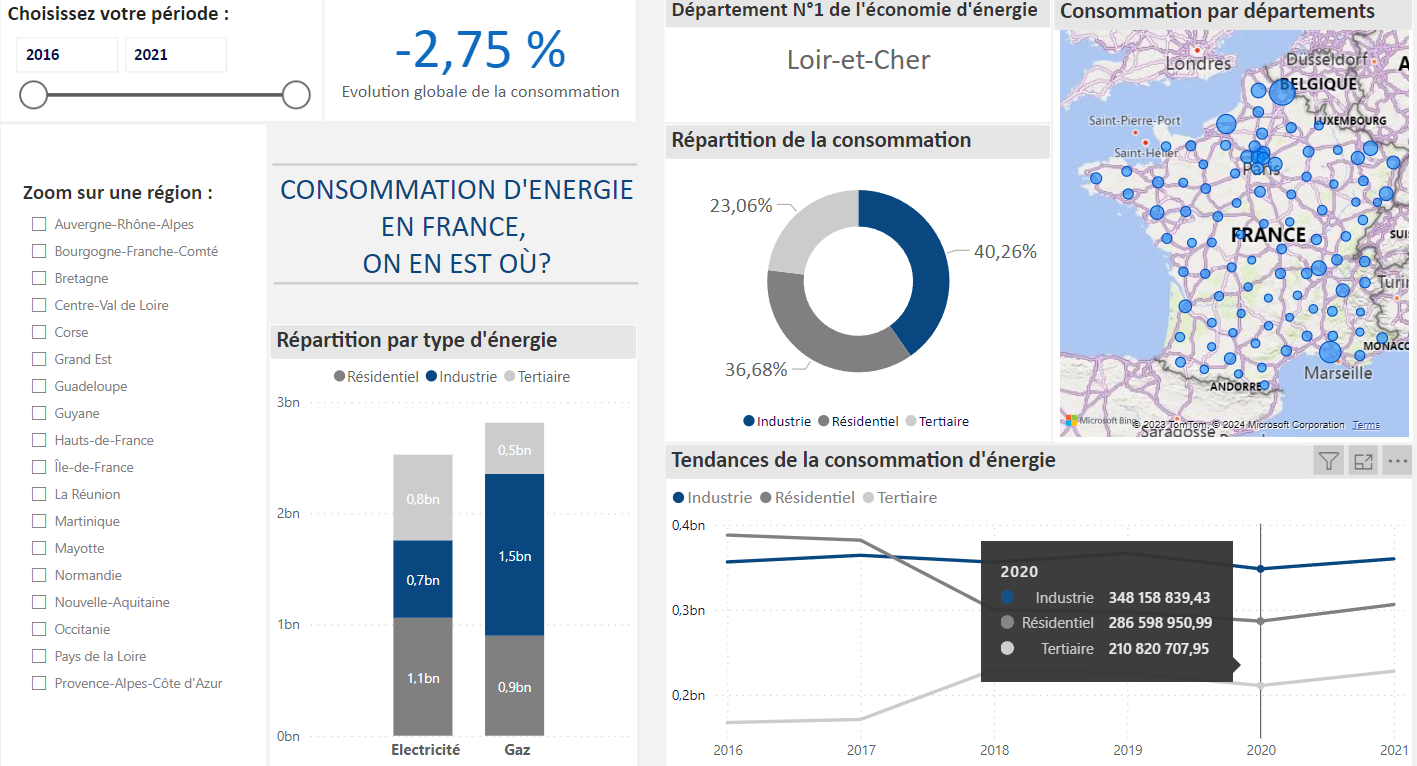 Choisissez votre période :
2016
2021
-2,75 %
Evolution globale de la consommation
Département N°1 de l'économie d'énergie
Loir-et-Cher
Consommation par départements
Londres
Düsseldorf
A
BELGIQUE
LUXEMBOURG
Saint-Pierre-Port
Saint-Hélier
Paris
FRANCE
SUIS
Turin
MONACO
Marseille
ANDORRE
Saragosse
Microsoft Bing
© 2023 TomTom, © 2024 Microsoft Corporation Terms
Zoom sur une région :
Auvergne-Rhône-Alpes
Bourgogne-Franche-Comté
Bretagne
Centre-Val de Loire
Corse
Grand Est
Guadeloupe
Guyane
Hauts-de-France
Île-de-France
La Réunion
Martinique
Mayotte
Normandie
Nouvelle-Aquitaine
Occitanie
Pays de la Loire
Provence-Alpes-Côte d'Azur
CONSOMMATION D'ENERGIE
EN FRANCE,
ON EN EST OÙ?
Répartition par type d'énergie
Résidentiel Industrie Tertiaire
3bn
2bn
1bn
0bn
0,8bn
0,7bn
1,1bn
0,5bn
1,5bn
0,9bn
Electricité
Gaz
Répartition de la consommation
23,06%
40,26%
36,68%
Industrie Résidentiel Tertiaire
Tendances de la consommation d'énergie
Industrie Résidentiel Tertiaire
0,4bn
0,3bn
0,2bn
2020
Industrie 348 158 839,43
Résidentiel 286 598 950,99
Tertiaire 210 820 707,95
2016 2017 2018 2019 2020 2021